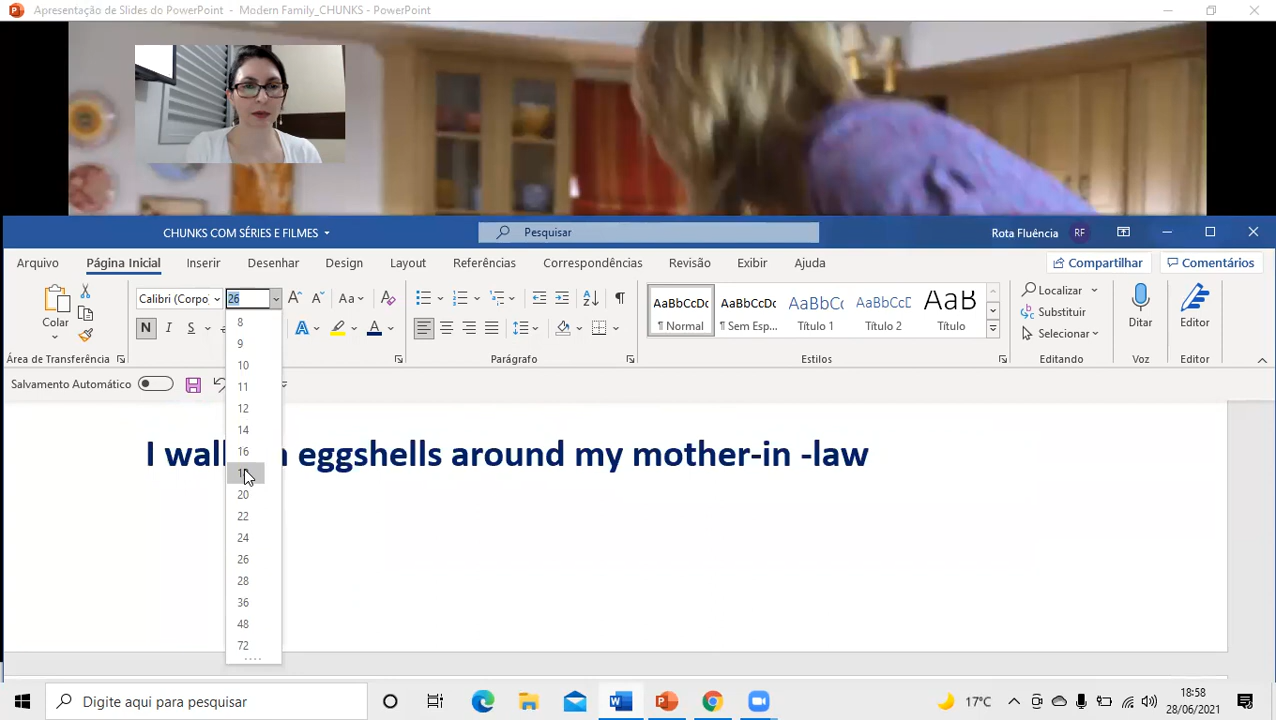 Apresentação de Slides do PowerPoint - Modern Family_CHUNKS - PowerPoint
CHUNKS COM SÉRIES E FILMES
Pesquisar
Rota Fluência RF
Arquivo Página Inicial Inserir Desenhar Design Layout Referências Correspondências Revisão Exibir Ajuda
Compartilhar Comentários
Colar
Calibri (Corpo 26 Aa
N I S
Área de Transferência
Parágrafo
AaBbCcDc AaBbCcDc AaBbC AaBbCcD AaB
Normal Sem Esp... Título 1 Título 2 Título
Estilos
Localizar
Substituir
Selecionar
Editando
Ditar
Voz
Editor
Editor
Salvamento Automático
8
9
10
11
12
14
16
20
22
24
26
28
36
48
72
I eggshells around my mother-in -law
Digite aqui para pesquisar
17°C
18:58
28/06/2021